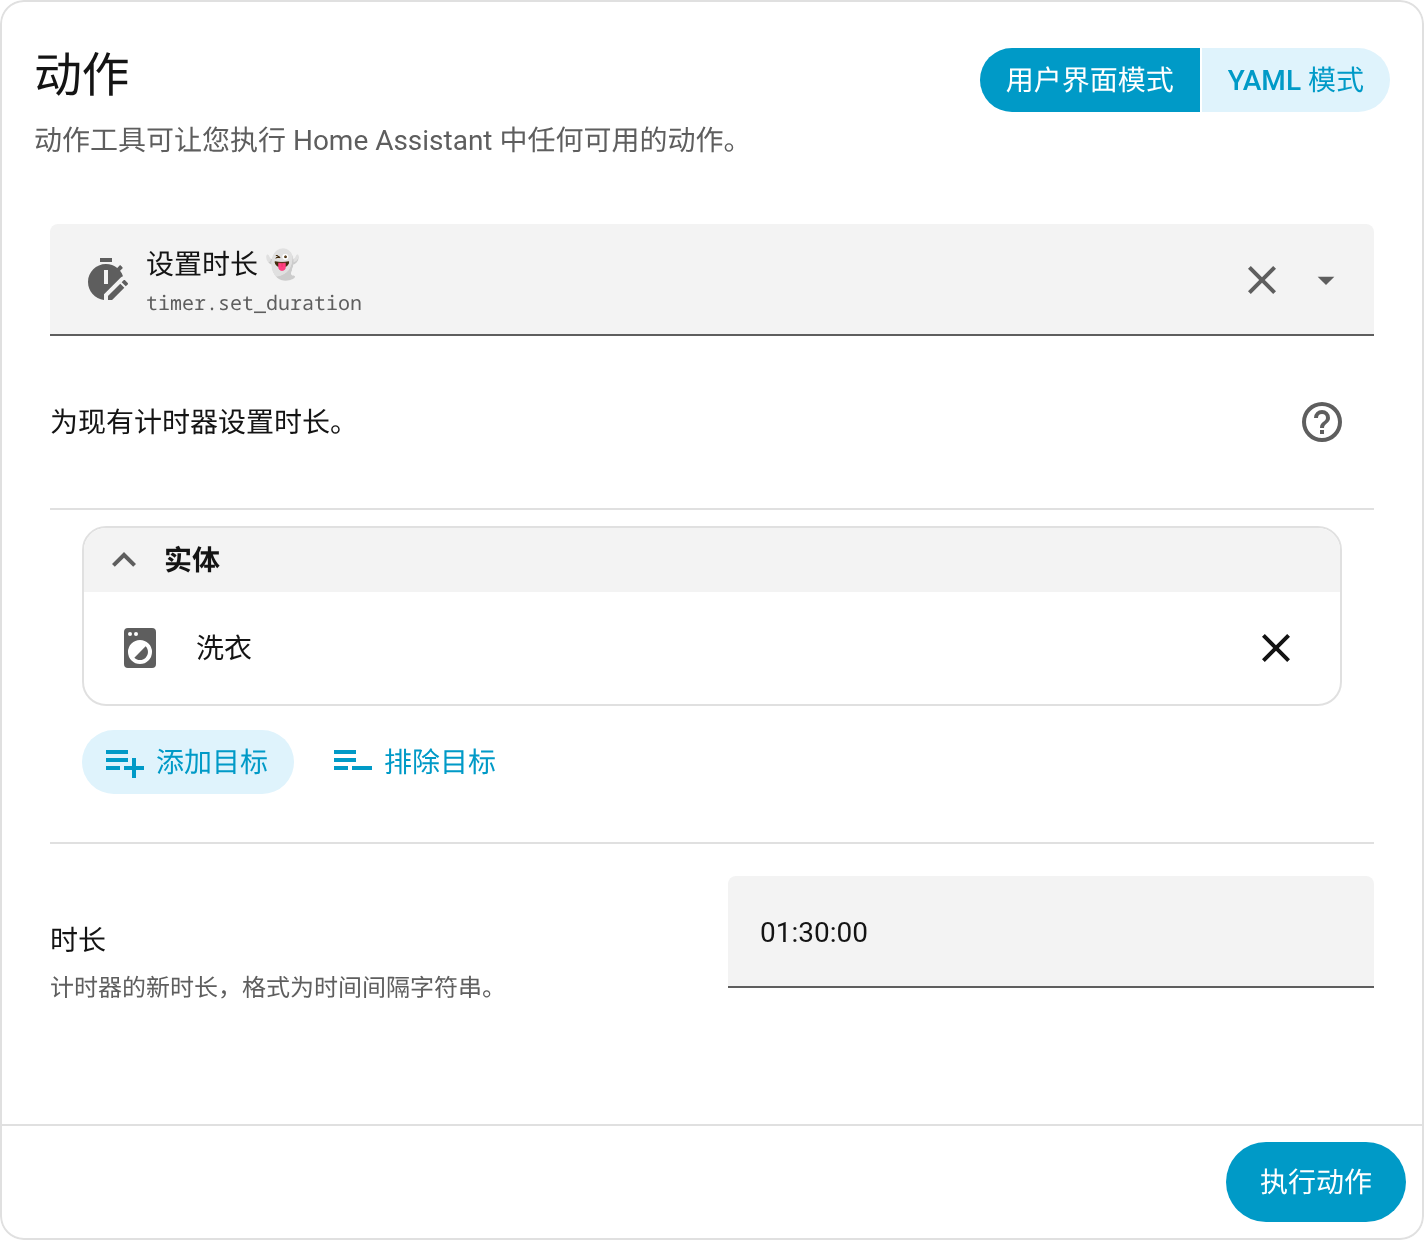 动作
用户界面模式
YAML 模式
动作工具可让您执行 Home Assistant 中任何可用的动作。
设置时长 👻
timer.set_duration
为现有计时器设置时长。
实体
洗衣
添加目标
排除目标
时长
01:30:00
计时器的新时长，格式为时间间隔字符串。
执行动作